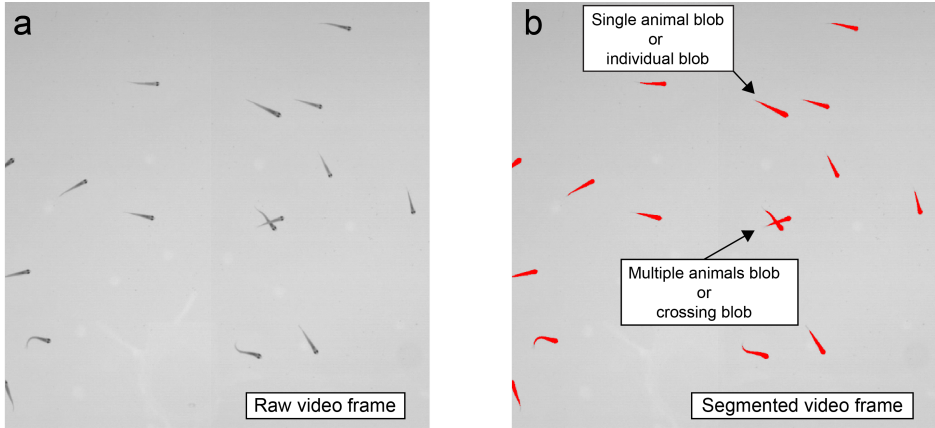 a
Raw video frame
b
Single animal blob
or
individual blob
Multiple animals blob
or
crossing blob
Segmented video frame